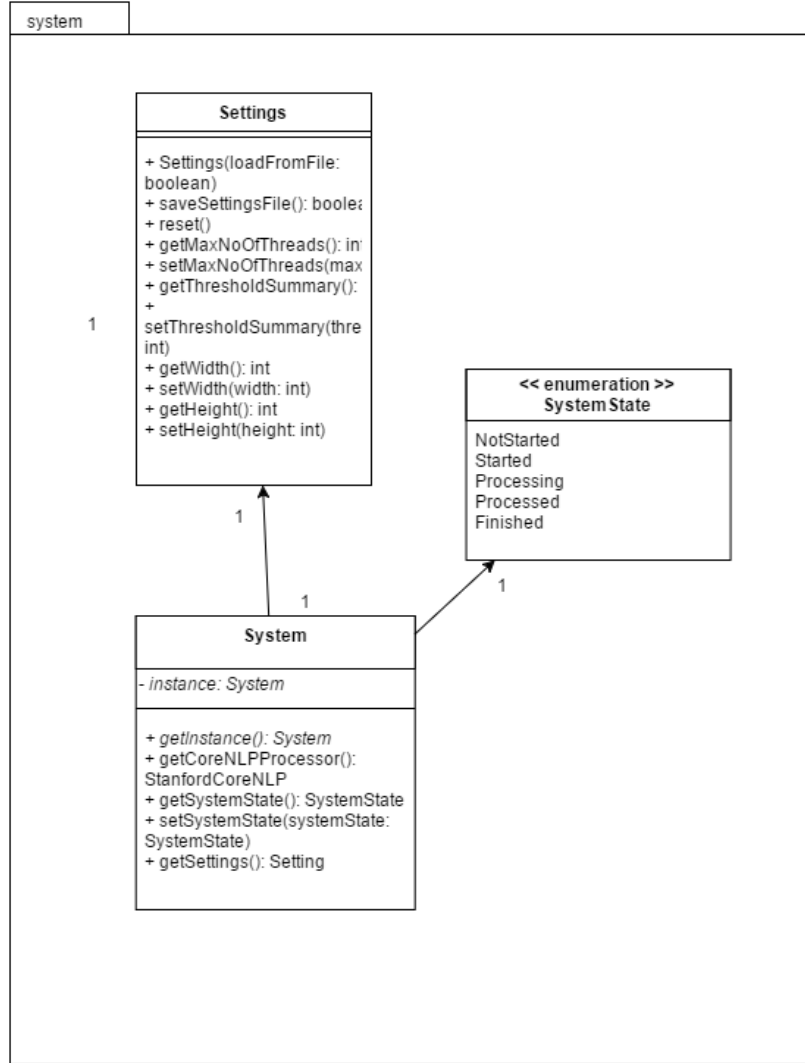 system
Settings
+ Settings(loadFromFile:
boolean)
+ saveSettingsFile(): boolea
+ reset()
+ getMaxNoOfThreads(): int
+ setMaxNoOfThreads(max
+ getThresholdSummary():
+
setThresholdSummary(thre
int)
+ getWidth(): int
+ setWidth(width: int)
+ getHeight(): int
+ setHeight(height: int)
1
<< enumeration >>
SystemState
NotStarted
Started
Processing
Processed
Finished
1
1
1
System
- instance: System
+ getInstance(): System
+ getCoreNLPProcessor():
StanfordCoreNLP
+ getSystemState(): SystemState
+ setSystemState(systemState:
SystemState)
+ getSettings(): Setting